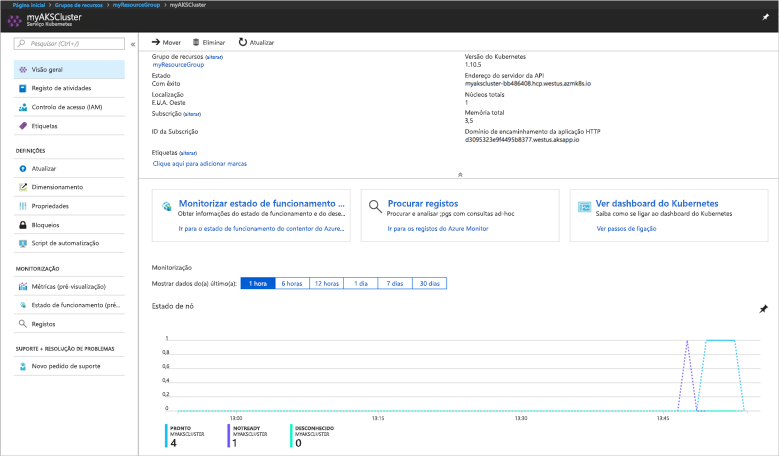 Página inicial > Grupos de recursos > myResourceGroup > myAKSCluster
myAKSCluster
Serviço Kubernetes
Pesquisar (Ctrl+/)
«
Visão geral
Registo de atividades
Controlo de acesso (IAM)
Etiquetas
DEFINIÇÕES
Atualizar
Dimensionamento
Propriedades
Bloqueios
Script de automatização
MONITORIZAÇÃO
Métricas (pré-visualização)
Estado de funcionamento (pré...
Registos
SUPORTE + RESOLUÇÃO DE PROBLEMAS
Novo pedido de suporte
Mover
Eliminar
Atualizar
Grupo de recursos (alterar)
myResourceGroup
Estado
Com êxito
Localização
E.U.A. Oeste
Subscrição (alterar)
ID da Subscrição
Etiquetas (alterar)
Clique aqui para adicionar marcas
Versão do Kubernetes
1.10.5
Endereço do servidor da API
myakscluster-bb486408.hcp.westus.azmk8s.io
Núcleos totais
1
Memória total
3,5
Domínio de encaminhamento da aplicação HTTP
d3095323e9f4495b8377.westus.aksapp.io
Monitorizar estado de funcionamento ...
Obter informações do estado de funcionamento e do dese...
Ir para o estado de funcionamento do contentor do Azure...
Procurar registos
Procurar e analisar ;pgs com consultas ad-hoc
Ir para os registos do Azure Monitor
Ver dashboard do Kubernetes
Saiba como se ligar ao dashboard do Kubernetes
Ver passos de ligação
Monitorização
Mostrar dados do(a) último(a):
1 hora
6 horas
12 horas
1 dia
7 dias
30 dias
Estado de nó
1
0,8
0,6
0,4
0,2
0
13:00
13:15
13:30
13:45
PRONTO
MYAKSCLUSTER
4
NOTREADY
MYAKSCLUSTER
1
DESCONHECIDO
MYAKSCLUSTER
0